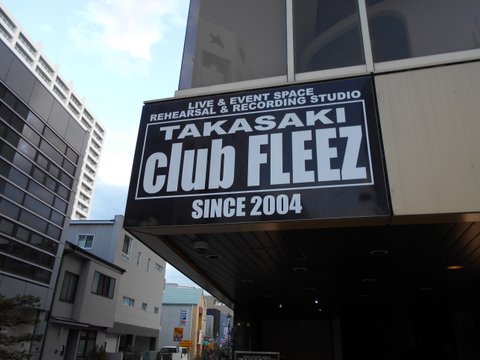 LIVE & EVENT SPACE
REHEARSAL & RECORDING STUDIO
TAKASAKI
club FLEEZ
SINCE 2004